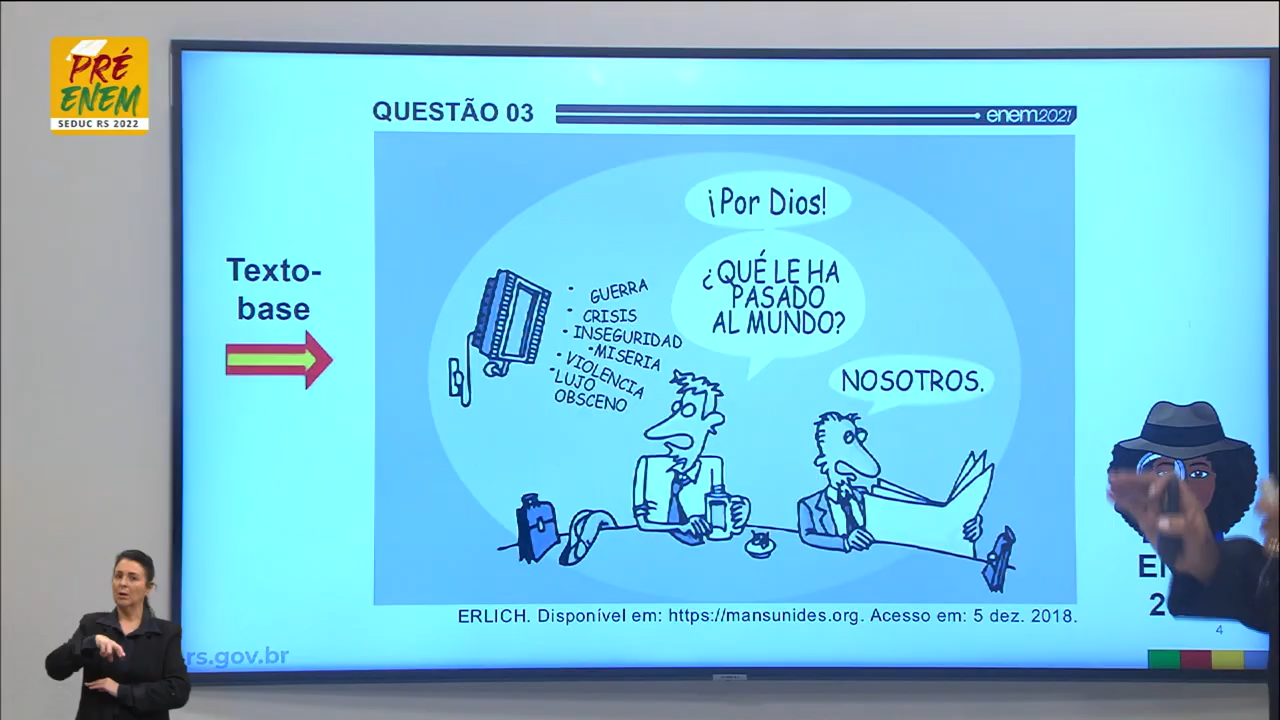 PRÉ
ENEM
SEDUC RS 2022
QUESTÃO 03
enem2021
Texto-
base
¡Por Dios!
¿QUÉ LE HA
PASADO
AL MUNDO?
NOSOTROS.
• GUERRA
• CRISIS
• INSEGURIDAD
• MISERIA
• VIOLENCIA
• LUJO
OBSCENO
ERLICH. Disponível em: https://mansunides.org. Acesso em: 5 dez. 2018.
.rs.gov.br
4